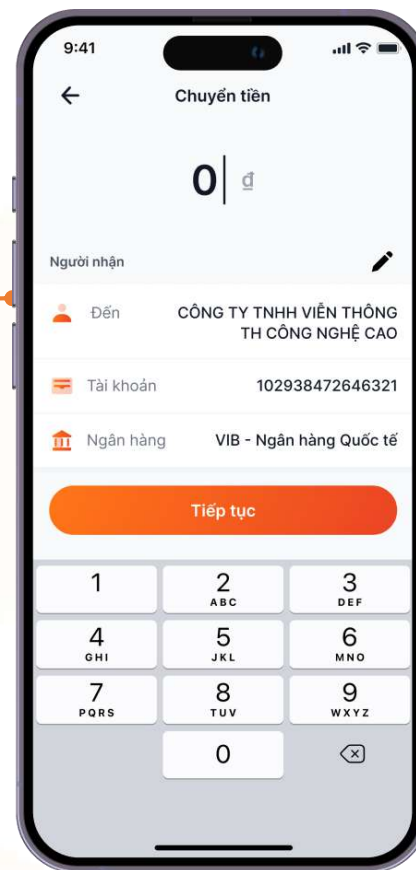 9:41
Chuyển tiền
0 đ
Người nhận
Đến CÔNG TY TNHH VIỄN THÔNG
TH CÔNG NGHỆ CAO
Tài khoản 102938472646321
Ngân hàng VIB - Ngân hàng Quốc tế
Tiếp tục
1 2 3
ABC DEF
4 5 6
GHI JKL MNO
7 8 9
PQRS TUV WXYZ
0